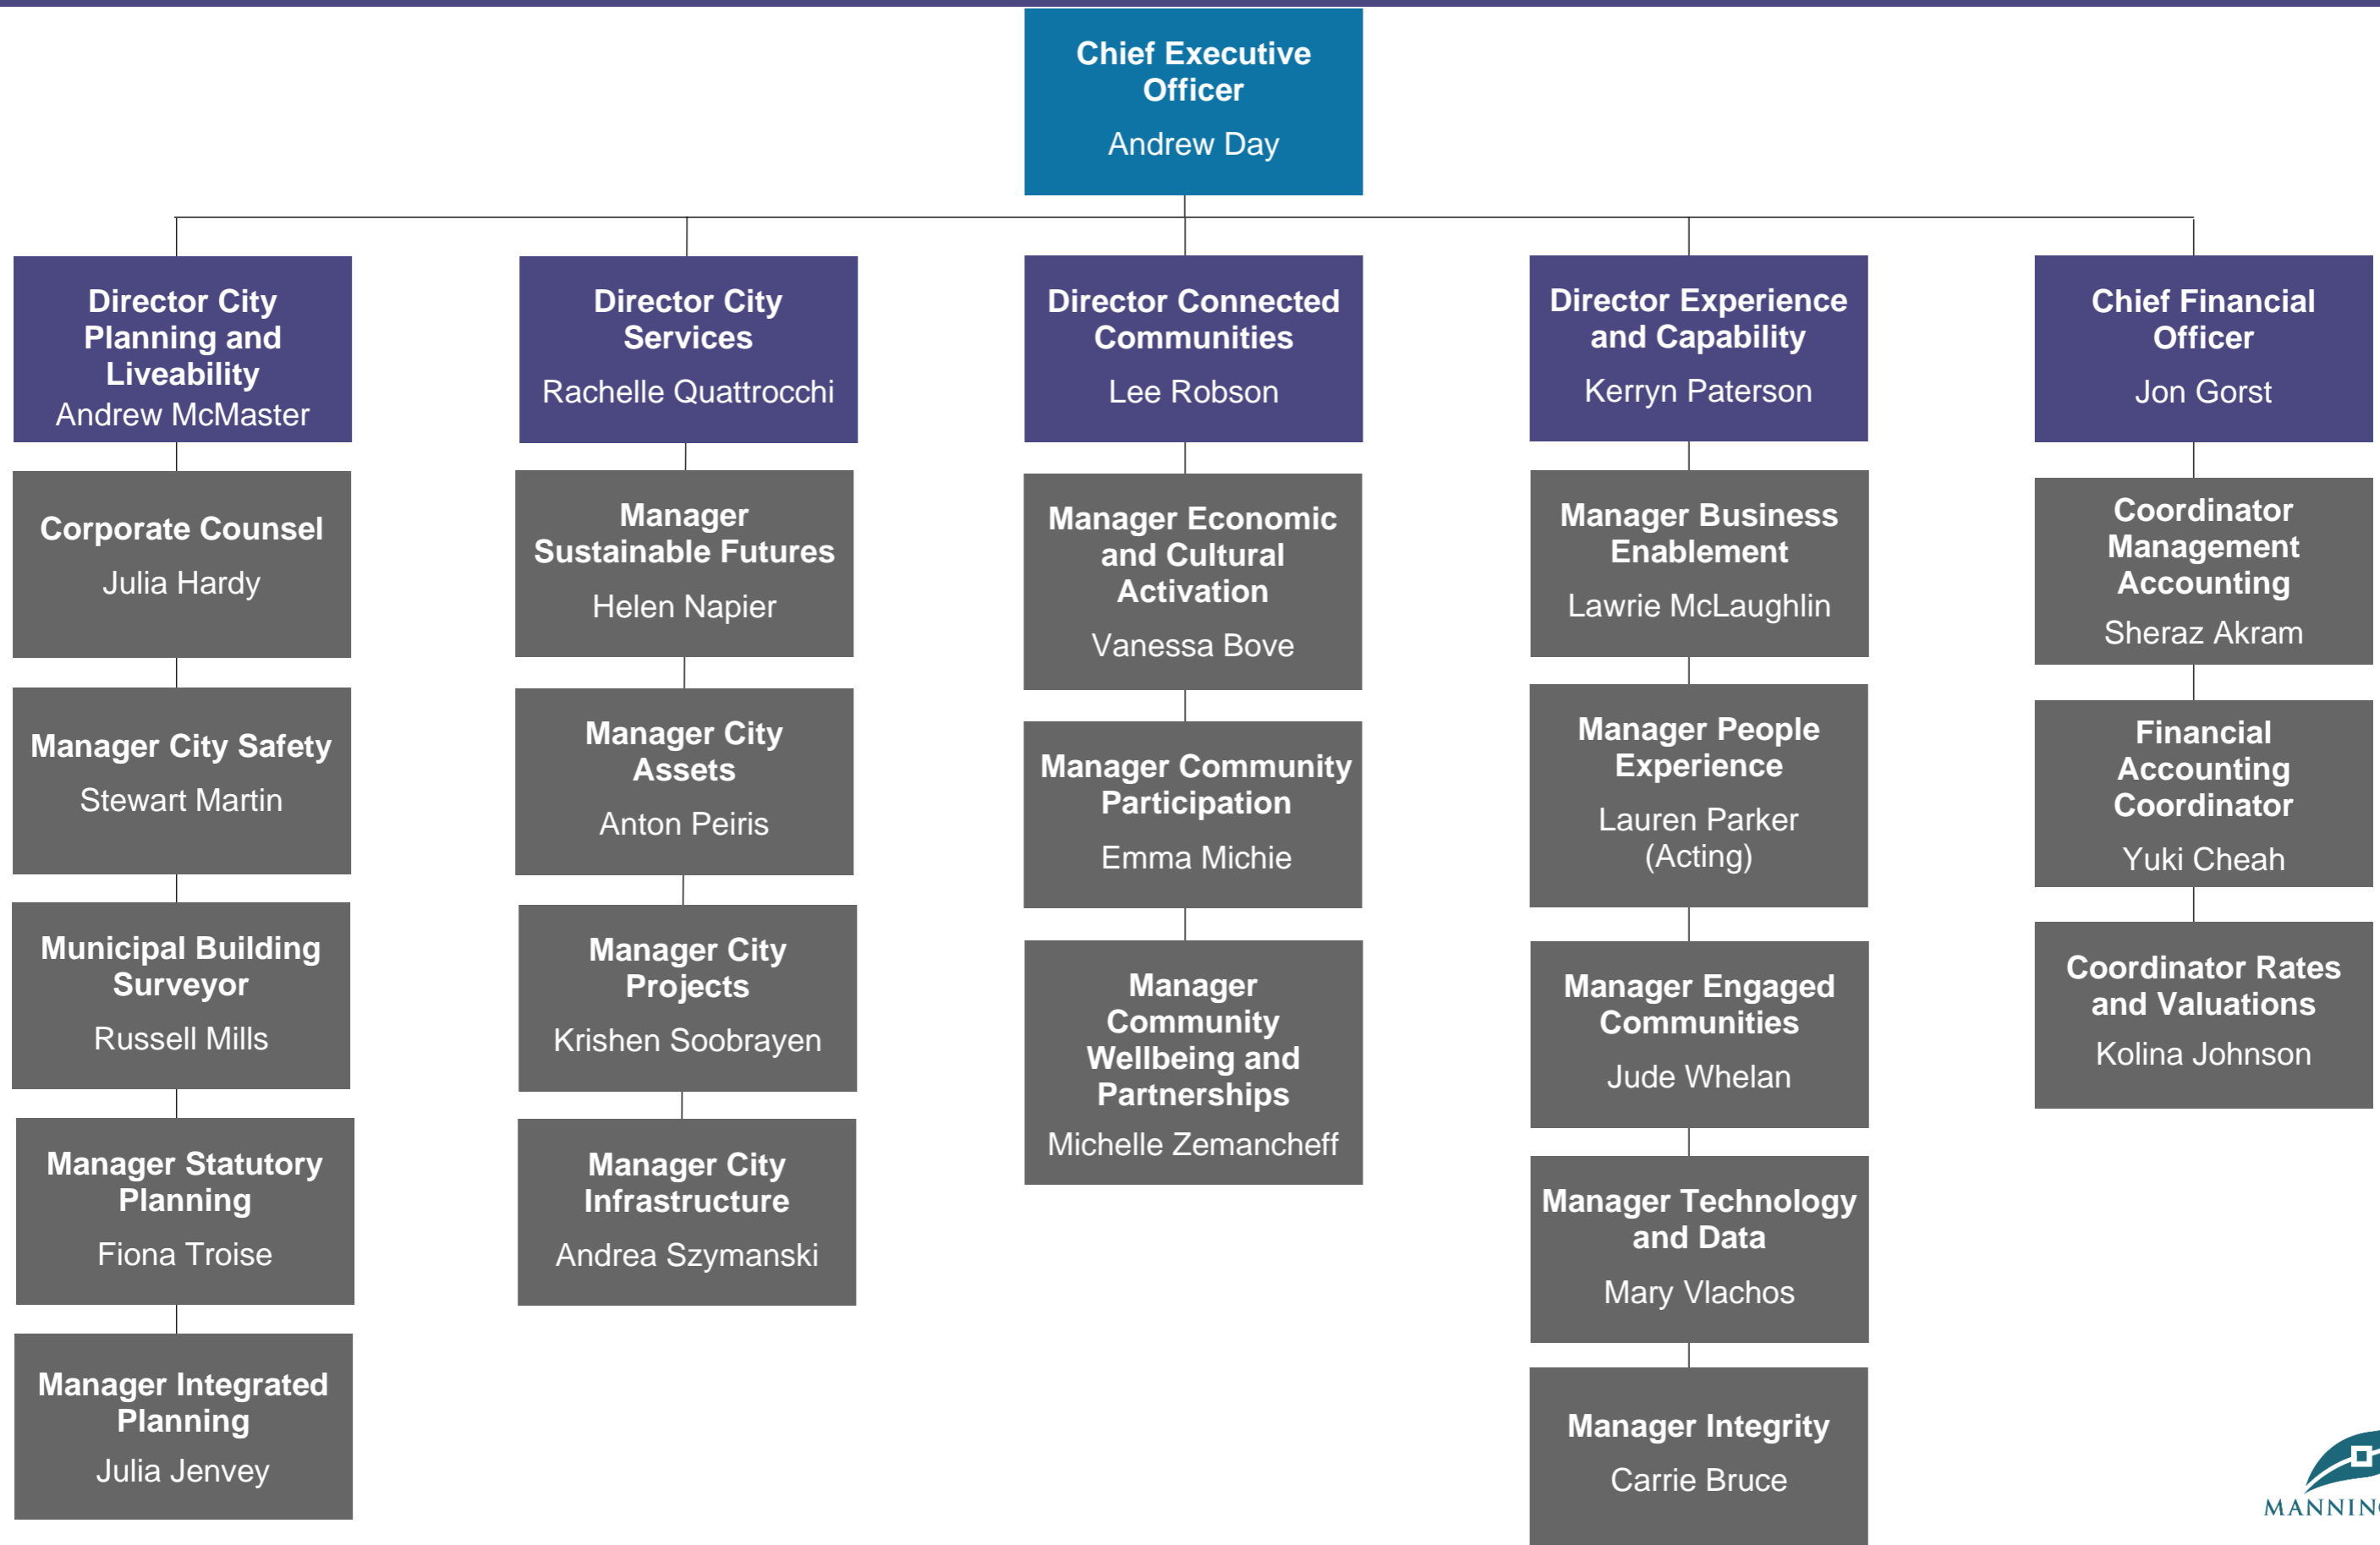 Chief Executive
Officer
Andrew Day
Director City
Planning and
Liveability
Andrew McMaster
Corporate Counsel
Julia Hardy
Manager City Safety
Stewart Martin
Municipal Building
Surveyor
Russell Mills
Manager Statutory
Planning
Fiona Troise
Manager Integrated
Planning
Julia Jenvey
Director City
Services
Rachelle Quattrocchi
Manager
Sustainable Futures
Helen Napier
Manager City
Assets
Anton Peiris
Manager City
Projects
Krishen Soobrayen
Manager City
Infrastructure
Andrea Szymanski
Director Connected
Communities
Lee Robson
Manager Economic
and Cultural
Activation
Vanessa Bove
Manager Community
Participation
Emma Michie
Manager
Community
Wellbeing and
Partnerships
Michelle Zemancheff
Director Experience
and Capability
Kerryn Paterson
Manager Business
Enablement
Lawrie McLaughlin
Manager People
Experience
Lauren Parker
(Acting)
Manager Engaged
Communities
Jude Whelan
Manager Technology
and Data
Mary Vlachos
Manager Integrity
Carrie Bruce
Chief Financial
Officer
Jon Gorst
Coordinator
Management
Accounting
Sheraz Akram
Financial
Accounting
Coordinator
Yuki Cheah
Coordinator Rates
and Valuations
Kolina Johnson